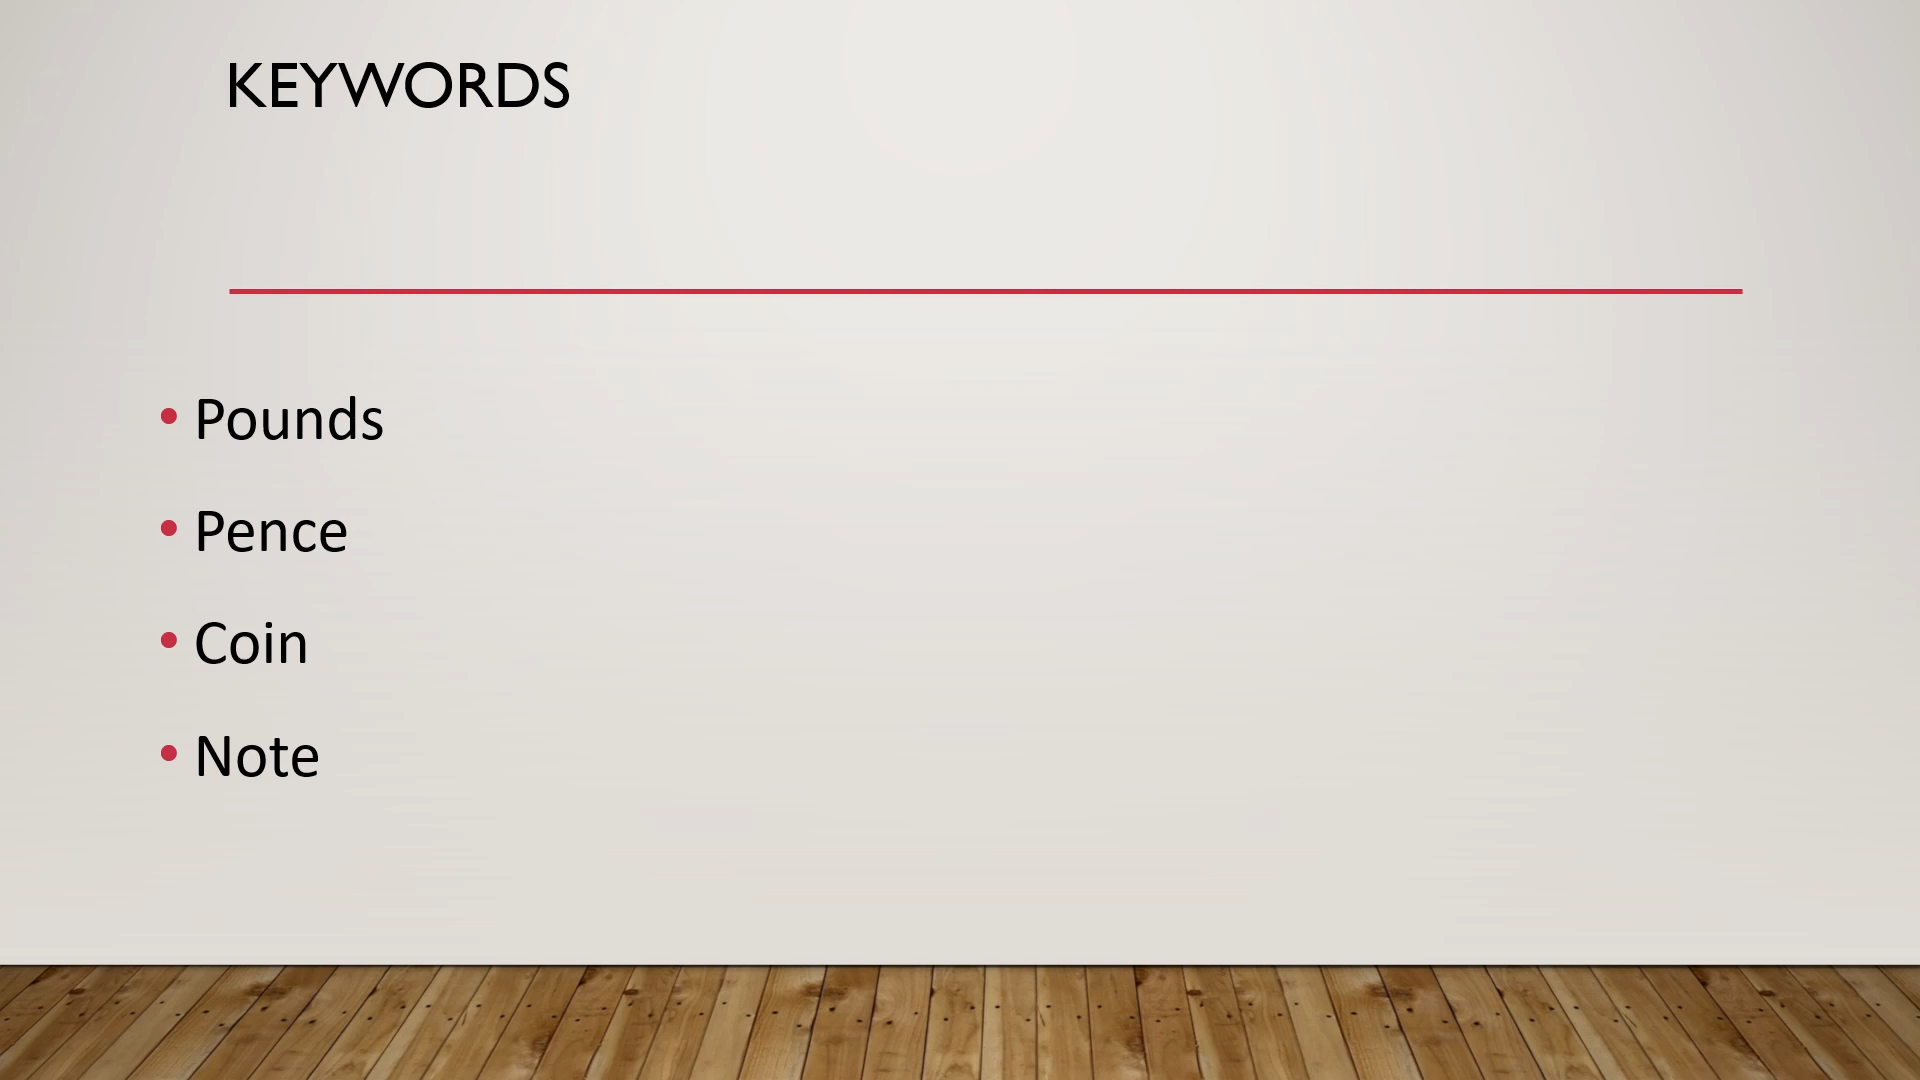 KEYWORDS
• Pounds
• Pence
• Coin
• Note